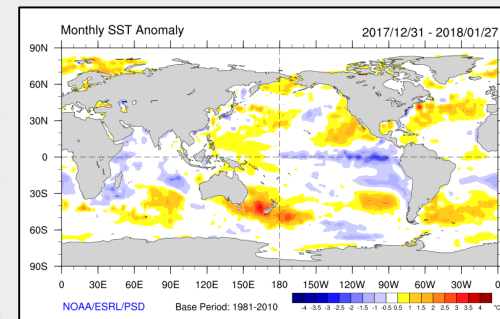 Monthly SST Anomaly 2017/12/31 - 2018/01/27
90N
60N
30N
0
30S
60S
90S
0 30E 60E 90E 120E 150E 180 150W 120W 90W 60W 30W 0
NOAA/ESRL/PSD Base Period: 1981-2010
-4 -3.5 -3 -2.5 -2 -1.5 -1 -0.5 0.5 1 1.5 2 2.5 3 3.5 4 °C